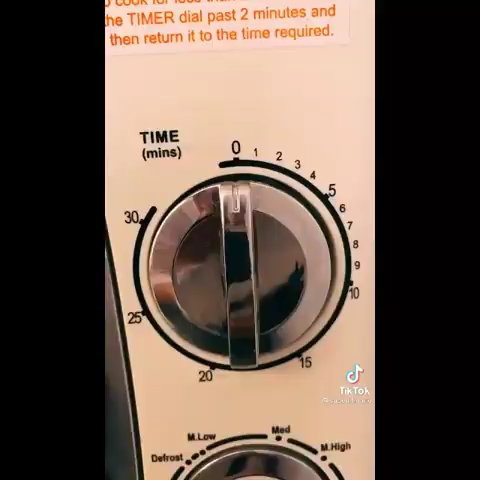 the TIMER dial past 2 minutes and
then return it to the time required.
TIME
(mins)
0
1
2
3
4
5
6
7
8
9
10
15
20
25
30
TikTok
Defrost
M.Low
Med
M.High